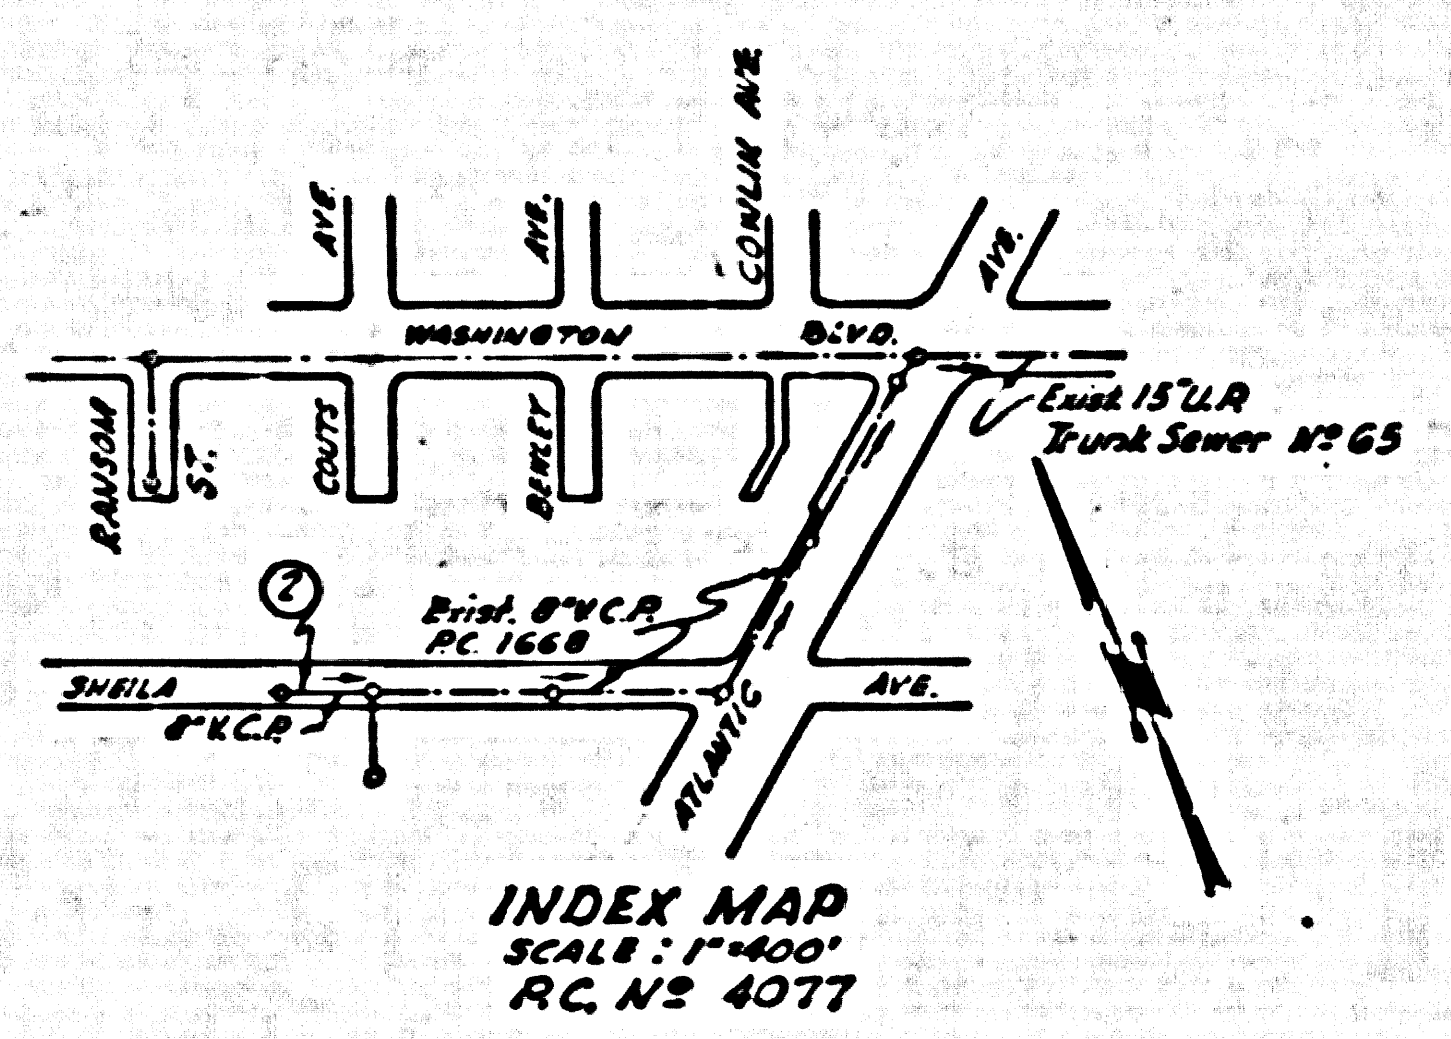 CONLIN AVE.
AVE.
AVE.
AVE.
WASHINGTON BLVD.
RANSOM ST.
COUTS
BEWLEY
Exist. 15" U.P.
Trunk Sewer Nº 65
2
Exist. 8" V.C.P.
P.C. 1668
SHEILA AVE.
8" V.C.P.
ATLANTIC
INDEX MAP
SCALE : 1"=400'
P.C. Nº 4077